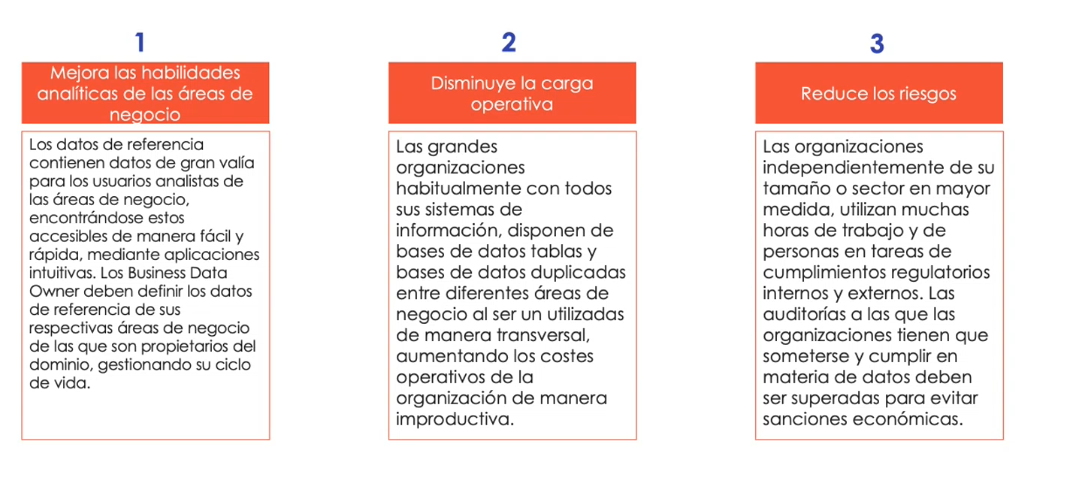 1
Mejora las habilidades
analíticas de las áreas de
negocio
Los datos de referencia
contienen datos de gran valía
para los usuarios analistas de
las áreas de negocio,
encontrándose estos
accesibles de manera fácil y
rápida, mediante aplicaciones
intuitivas. Los Business Data
Owner deben definir los datos
de referencia de sus
respectivas áreas de negocio
de las que son propietarios del
dominio, gestionando su ciclo
de vida.
2
Disminuye la carga
operativa
Las grandes
organizaciones
habitualmente con todos
sus sistemas de
información, disponen de
bases de datos tablas y
bases de datos duplicadas
entre diferentes áreas de
negocio al ser un utilizadas
de manera transversal,
aumentando los costes
operativos de la
organización de manera
improductiva.
3
Reduce los riesgos
Las organizaciones
independientemente de su
tamaño o sector en mayor
medida, utilizan muchas
horas de trabajo y de
personas en tareas de
cumplimientos regulatorios
internos y externos. Las
auditorías a las que las
organizaciones tienen que
someterse y cumplir en
materia de datos deben
ser superadas para evitar
sanciones económicas.